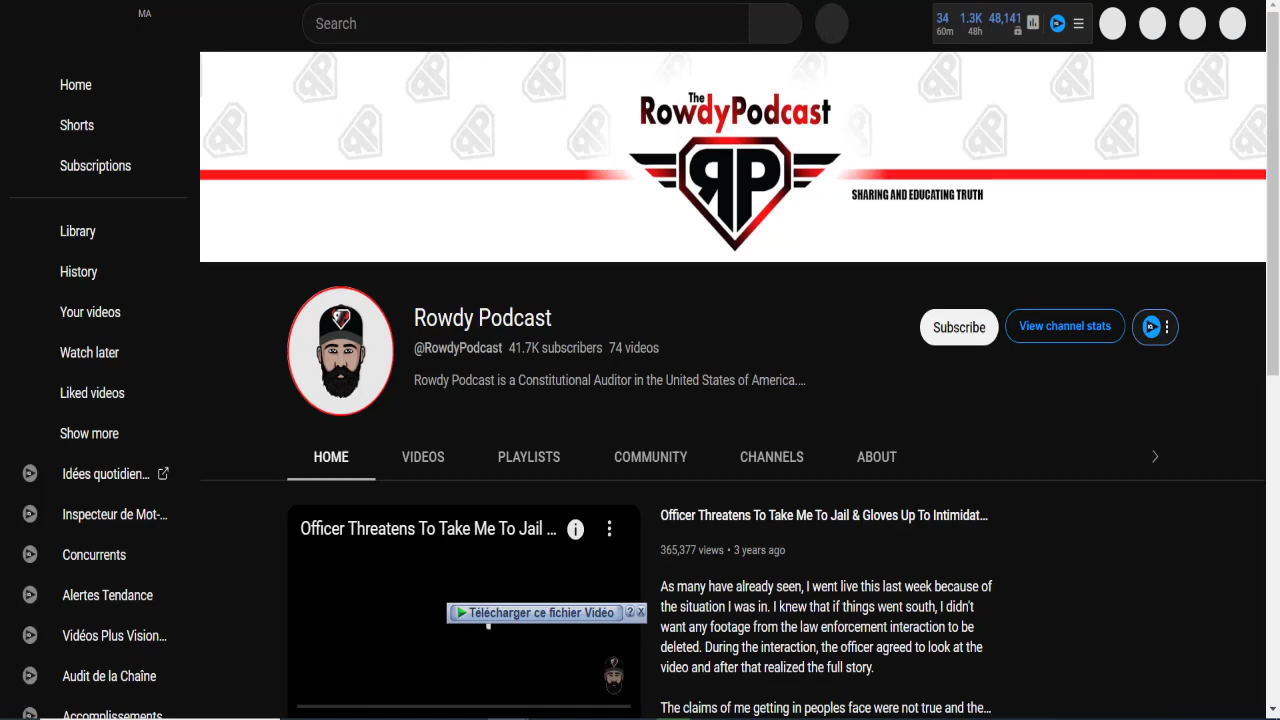 MA
Search
34 1.3K 48,141
60m 48h
Home
Shorts
Subscriptions
Library
History
Your videos
Watch later
Liked videos
Show more
Idées quotidien...
Inspecteur de Mot-...
Concurrents
Alertes Tendance
Vidéos Plus Vision...
Audit de la Chaîne
Accomplissements
The
RowdyPodcast
RP
SHARING AND EDUCATING TRUTH
Rowdy Podcast
@RowdyPodcast 41.7K subscribers 74 videos
Rowdy Podcast is a Constitutional Auditor in the United States of America....
Subscribe
View channel stats
HOME VIDEOS PLAYLISTS COMMUNITY CHANNELS ABOUT
Officer Threatens To Take Me To Jail ...
Télécharger ce fichier Vidéo ? X
Officer Threatens To Take Me To Jail & Gloves Up To Intimidat...
365,377 views • 3 years ago
As many have already seen, I went live this last week because of
the situation I was in. I knew that if things went south, I didn't
want any footage from the law enforcement interaction to be
deleted. During the interaction, the officer agreed to look at the
video and after that realized the full story.
The claims of me getting in peoples face were not true and the...